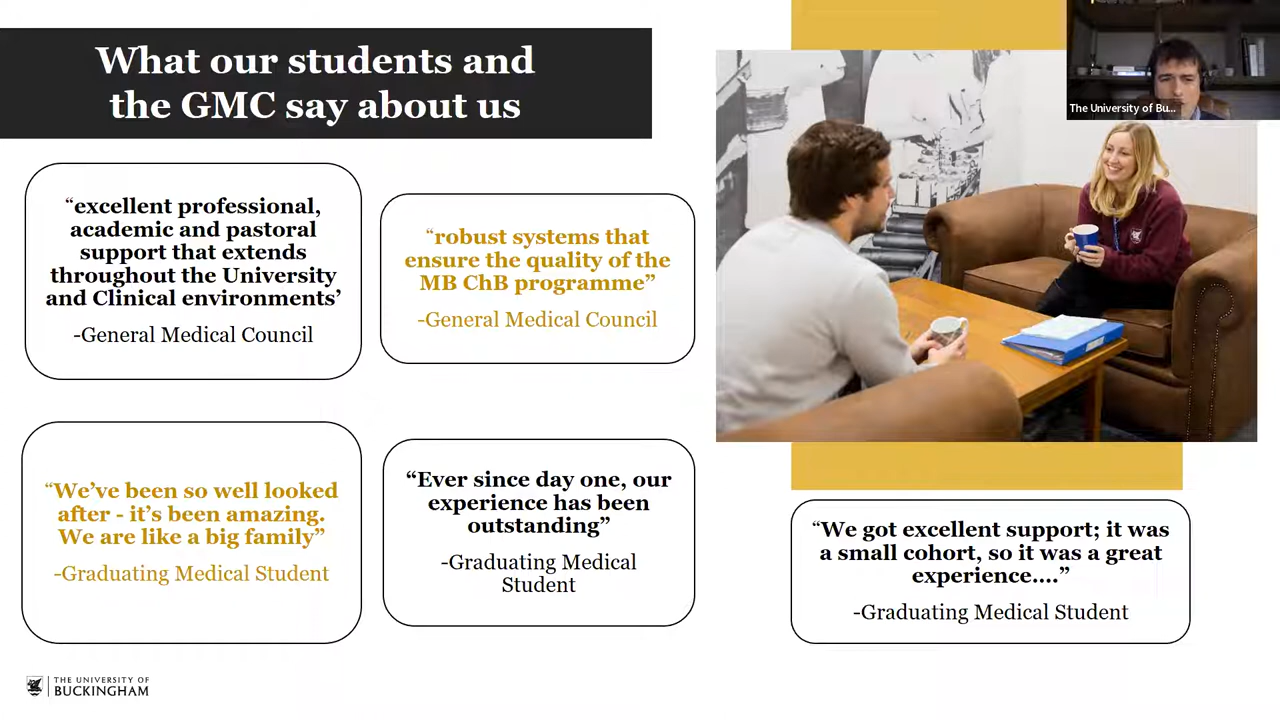 What our students and
the GMC say about us
The University of Bu...
“excellent professional,
academic and pastoral
support that extends
throughout the University
and Clinical environments’
-General Medical Council
“robust systems that
ensure the quality of the
MB ChB programme”
-General Medical Council
“We’ve been so well looked
after - it’s been amazing.
We are like a big family”
-Graduating Medical Student
“Ever since day one, our
experience has been
outstanding”
-Graduating Medical
Student
“We got excellent support; it was
a small cohort, so it was a great
experience....”
-Graduating Medical Student
THE UNIVERSITY OF
BUCKINGHAM